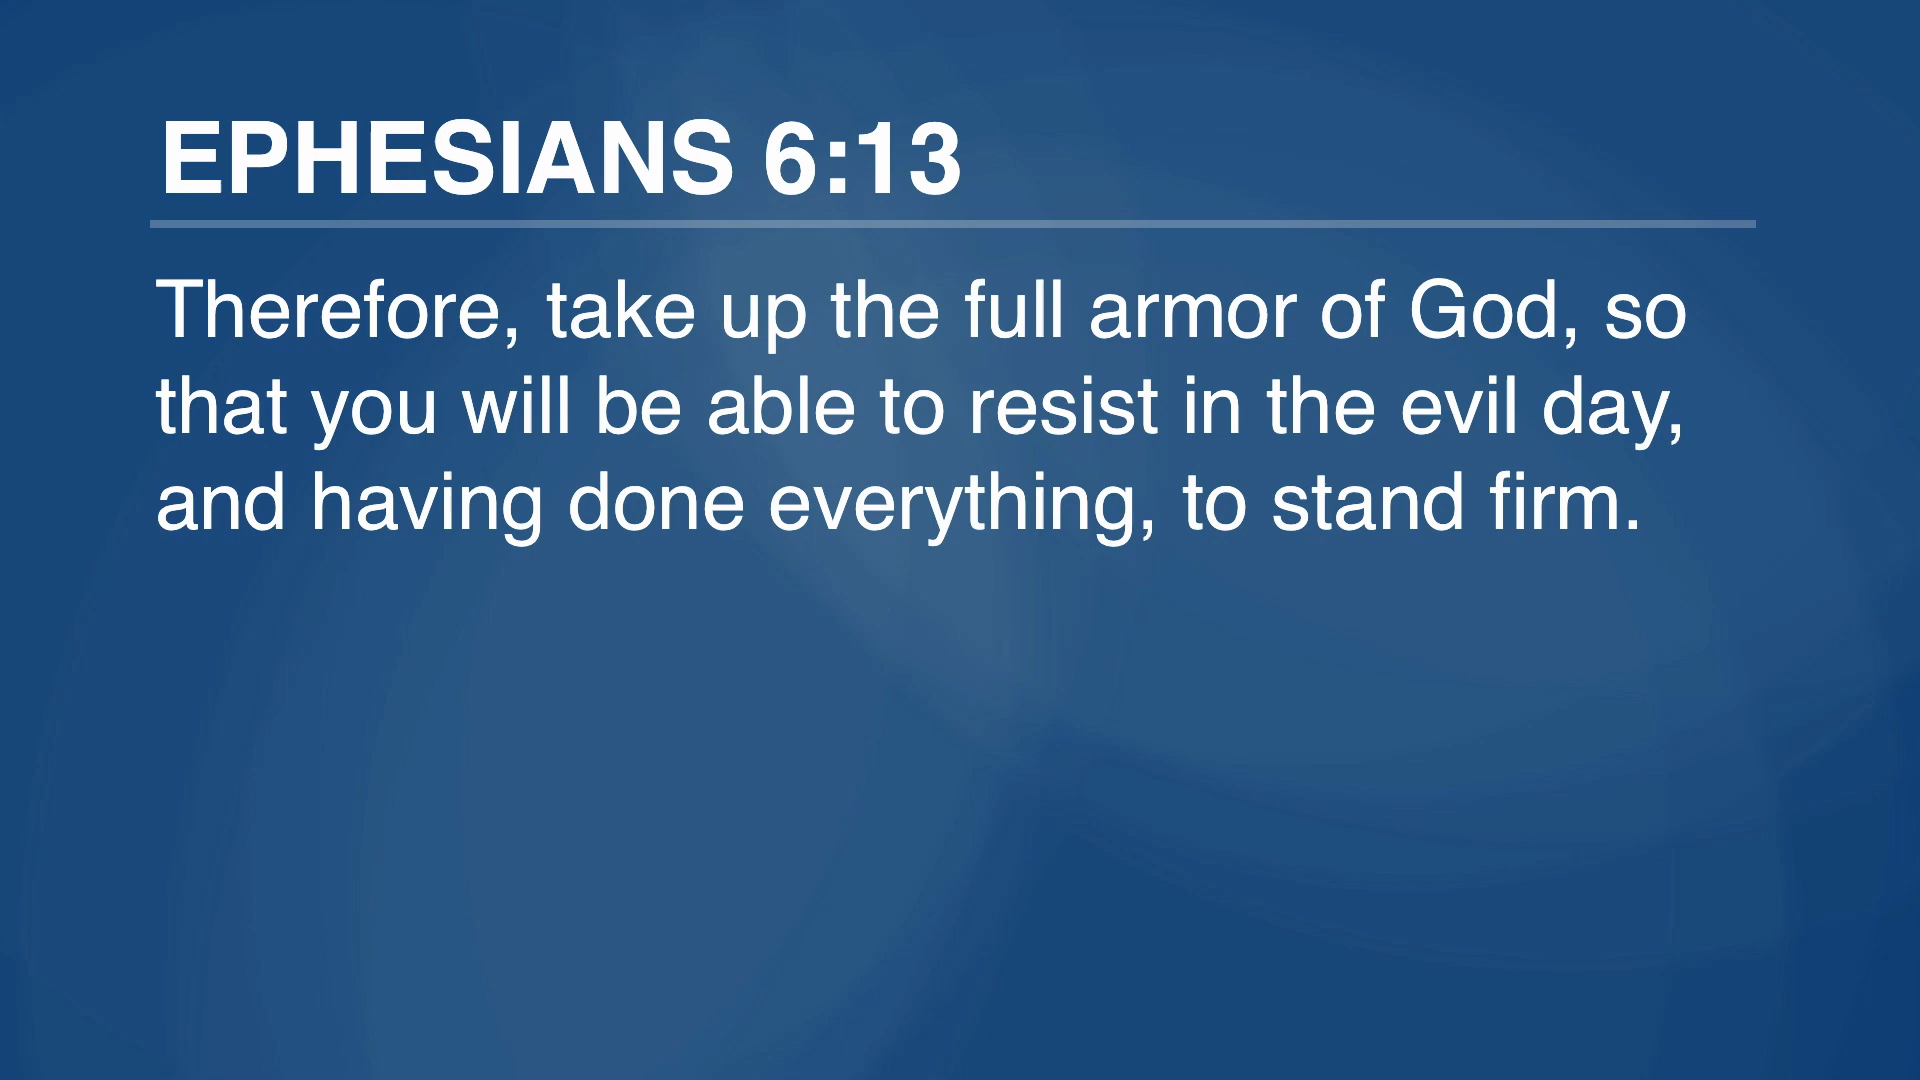 EPHESIANS 6:13
Therefore, take up the full armor of God, so
that you will be able to resist in the evil day,
and having done everything, to stand firm.